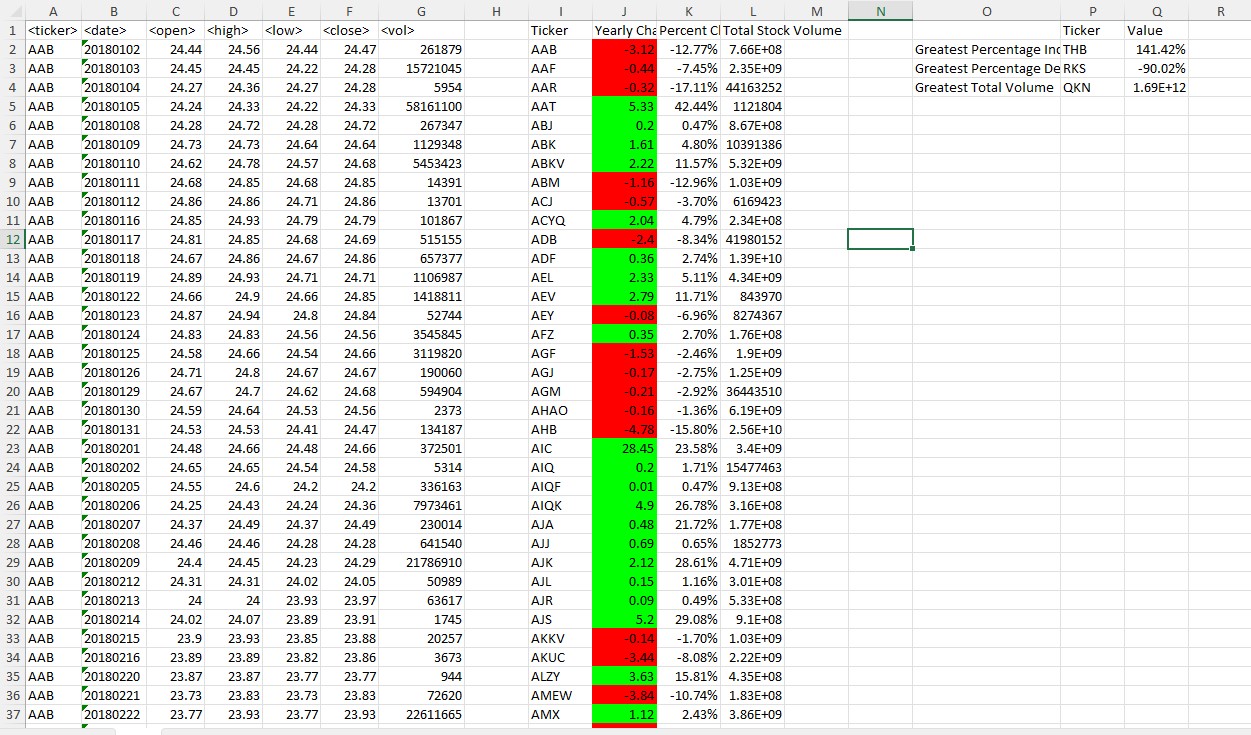 A B C D E F G H I J K L M N O P Q R
1 <ticker> <date> <open> <high> <low> <close> <vol> Ticker Yearly Cha Percent C Total Stock Volume Ticker Value
2 AAB 20180102 24.44 24.56 24.44 24.47 261879 AAB -3.12 -12.77% 7.66E+08 Greatest Percentage Inc THB 141.42%
3 AAB 20180103 24.45 24.45 24.22 24.28 15721045 AAF -0.44 -7.45% 2.35E+09 Greatest Percentage De RKS -90.02%
4 AAB 20180104 24.27 24.36 24.27 24.28 5954 AAR -0.32 -17.11% 44163252 Greatest Total Volume QKN 1.69E+12
5 AAB 20180105 24.24 24.33 24.22 24.33 58161100 AAT 5.33 42.44% 1121804
6 AAB 20180108 24.28 24.72 24.28 24.72 267347 ABJ 0.2 0.47% 8.67E+08
7 AAB 20180109 24.73 24.73 24.64 24.64 1129348 ABK 1.61 4.80% 10391386
8 AAB 20180110 24.62 24.78 24.57 24.68 5453423 ABKV 2.22 11.57% 5.32E+09
9 AAB 20180111 24.68 24.85 24.68 24.85 14391 ABM -1.16 -12.96% 1.03E+09
10 AAB 20180112 24.86 24.86 24.71 24.86 13701 ACJ -0.57 -3.70% 6169423
11 AAB 20180116 24.85 24.93 24.79 24.79 101867 ACYQ 2.04 4.79% 2.34E+08
12 AAB 20180117 24.81 24.85 24.68 24.69 515155 ADB -2.4 -8.34% 41980152
13 AAB 20180118 24.67 24.86 24.67 24.86 657377 ADF 0.36 2.74% 1.39E+10
14 AAB 20180119 24.89 24.93 24.71 24.71 1106987 AEL 2.33 5.11% 4.34E+09
15 AAB 20180122 24.66 24.9 24.66 24.85 1418811 AEV 2.79 11.71% 843970
16 AAB 20180123 24.87 24.94 24.8 24.84 52744 AEY -0.08 -6.96% 8274367
17 AAB 20180124 24.83 24.83 24.56 24.56 3545845 AFZ 0.35 2.70% 1.76E+08
18 AAB 20180125 24.58 24.66 24.54 24.66 3119820 AGF -1.53 -2.46% 1.9E+09
19 AAB 20180126 24.71 24.8 24.67 24.67 190060 AGJ -0.17 -2.75% 1.25E+09
20 AAB 20180129 24.67 24.7 24.62 24.68 594904 AGM -0.21 -2.92% 36443510
21 AAB 20180130 24.59 24.64 24.53 24.56 2373 AHAO -0.16 -1.36% 6.19E+09
22 AAB 20180131 24.53 24.53 24.41 24.47 134187 AHB -4.78 -15.80% 2.56E+10
23 AAB 20180201 24.48 24.66 24.48 24.66 372501 AIC 28.45 23.58% 3.4E+09
24 AAB 20180202 24.65 24.65 24.54 24.58 5314 AIQ 0.2 1.71% 15477463
25 AAB 20180205 24.55 24.6 24.2 24.2 336163 AIQF 0.01 0.47% 9.13E+08
26 AAB 20180206 24.25 24.43 24.24 24.36 7973461 AIQK 4.9 26.78% 3.16E+08
27 AAB 20180207 24.37 24.49 24.37 24.49 230014 AJA 0.48 21.72% 1.77E+08
28 AAB 20180208 24.46 24.46 24.28 24.28 641540 AJJ 0.69 0.65% 1852773
29 AAB 20180209 24.4 24.45 24.23 24.29 21786910 AJK 2.12 28.61% 4.71E+09
30 AAB 20180212 24.31 24.31 24.02 24.05 50989 AJL 0.15 1.16% 3.01E+08
31 AAB 20180213 24 24 23.93 23.97 63617 AJR 0.09 0.49% 5.33E+08
32 AAB 20180214 24.02 24.07 23.89 23.91 1745 AJS 5.2 29.08% 9.1E+08
33 AAB 20180215 23.9 23.93 23.85 23.88 20257 AKKV -0.14 -1.70% 1.03E+09
34 AAB 20180216 23.89 23.89 23.82 23.86 3673 AKUC -3.44 -8.08% 2.22E+09
35 AAB 20180220 23.87 23.87 23.77 23.77 944 ALZY 3.63 15.81% 4.35E+08
36 AAB 20180221 23.73 23.83 23.73 23.83 72620 AMEW -3.84 -10.74% 1.83E+08
37 AAB 20180222 23.77 23.93 23.77 23.93 22611665 AMX 1.12 2.43% 3.86E+09